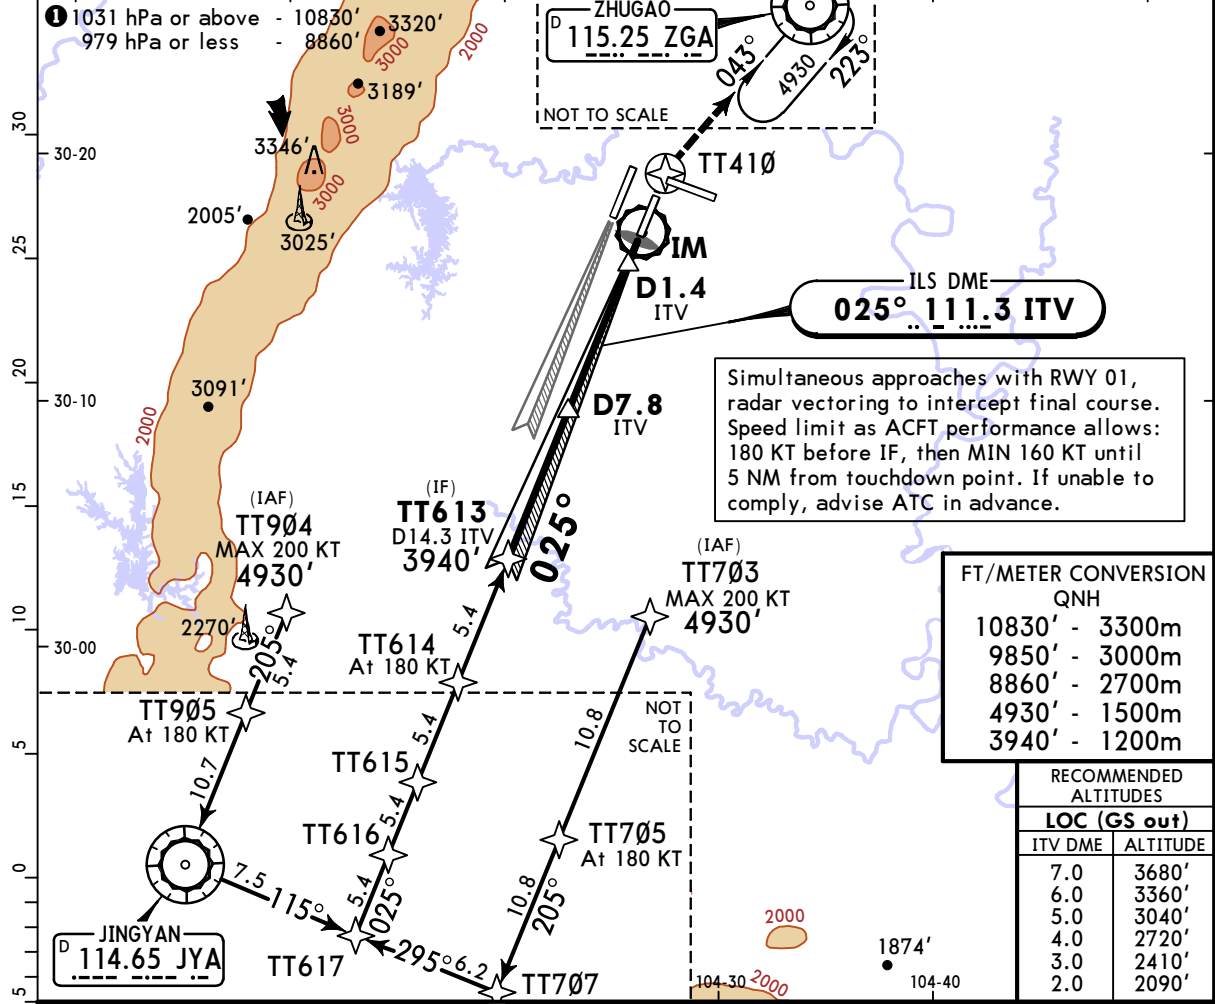 ❶ 1031 hPa or above - 10830'
979 hPa or less - 8860'
3320'
3000
2000
3189'
3000
3346'
3000
2005'
3025'
ZHUGAO
D 115.25 ZGA
NOT TO SCALE
043°
4930
223°
TT41Ø
IM
D1.4
ITV
ILS DME
025° 111.3 ITV
Simultaneous approaches with RWY 01,
radar vectoring to intercept final course.
Speed limit as ACFT performance allows:
180 KT before IF, then MIN 160 KT until
5 NM from touchdown point. If unable to
comply, advise ATC in advance.
30
30-20
25
20
30-10
15
10
30-00
5
0
5
3091'
2000
D7.8
ITV
(IAF)
TT9Ø4
MAX 200 KT
4930'
(IF)
TT613
D14.3 ITV
3940'
025°
(IAF)
TT7Ø3
MAX 200 KT
4930'
2270'
205°
5.4
5.4
TT614
At 180 KT
TT9Ø5
At 180 KT
NOT
TO
SCALE
10.8
5.4
TT615
10.7
5.4
TT616
TT7Ø5
At 180 KT
7.5
115°
5.4
025°
10.8
205°
JINGYAN
D 114.65 JYA
TT617
295°
6.2
TT7Ø7
2000
1874'
104-30
2000
104-40
FT/METER CONVERSION
QNH
10830' - 3300m
9850' - 3000m
8860' - 2700m
4930' - 1500m
3940' - 1200m
RECOMMENDED
ALTITUDES
LOC (GS out)
ITV DME ALTITUDE
7.0 3680'
6.0 3360'
5.0 3040'
4.0 2720'
3.0 2410'
2.0 2090'